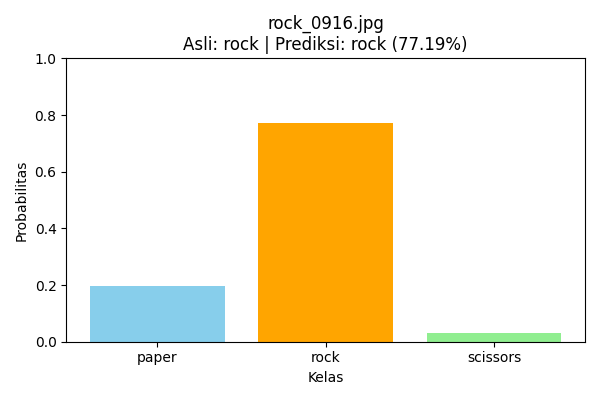 rock_0916.jpg
Asli: rock | Prediksi: rock (77.19%)
1.0
0.8
0.6
0.4
0.2
0.0
Probabilitas
paper
rock
scissors
Kelas